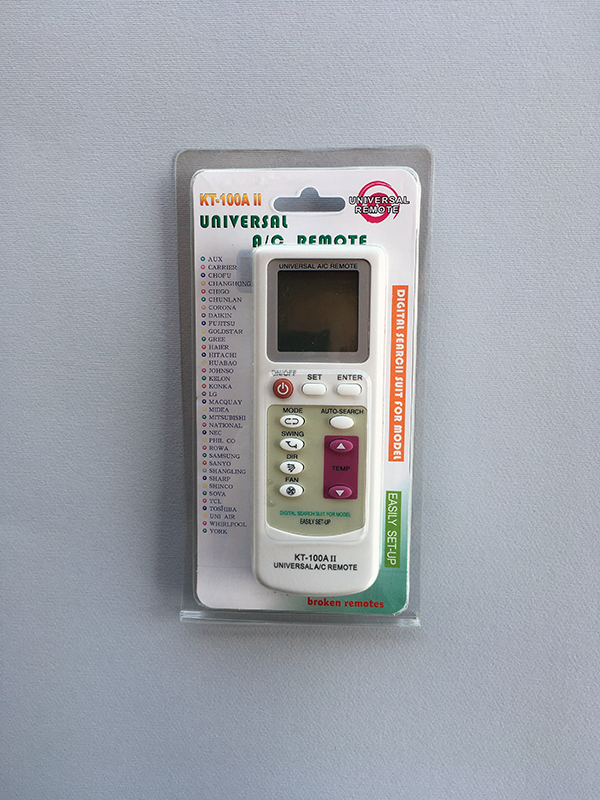 KT-100A II
UNIVERSAL
A/C REMOTE
UNIVERSAL
REMOTE
AUX
CARRIER
CHOFU
CHANGHONG
CHIGO
CHUNLAN
CORONA
DAIKIN
FUJITSU
GOLDSTAR
GREE
HAIER
HITACHI
HUABAO
JOHNSO
KELON
KONKA
LG
MACQUAY
MIDEA
MITSUBISHI
NATIONAL
NEC
PHIL CO
ROWA
SAMSUNG
SANYO
SHANGLING
SHARP
SHINCO
SOVA
TCL
TOSHIBA
UNI AIR
WHIRLPOOL
YORK
UNIVERSAL A/C REMOTE
ON/OFF
SET
ENTER
MODE
AUTO-SEARCH
SWING
DIR
TEMP
FAN
DIGITAL SEARCH SUIT FOR MODEL
EASILY SET-UP
KT-100A II
UNIVERSAL A/C REMOTE
DIGITAL SEARCH SUIT FOR MODEL
EASILY SET-UP
broken remotes